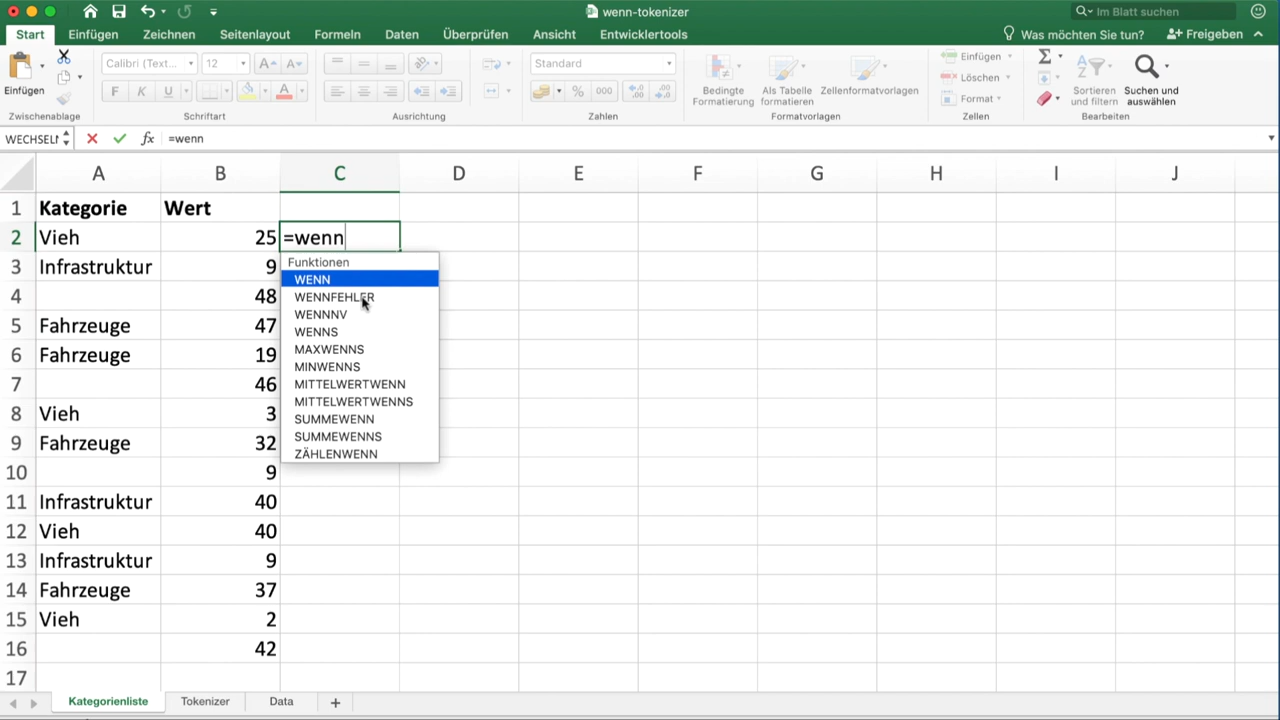 wenn-tokenizer
Im Blatt suchen
Start Einfügen Zeichnen Seitenlayout Formeln Daten Überprüfen Ansicht Entwicklertools
Was möchten Sie tun? Freigeben
Calibri (Text... 12 Standard
Einfügen
Löschen
Format
Einfügen
F K U
% 000
Bedingte Formatierung
Als Tabelle formatieren
Zellenformatvorlagen
Sortieren und filtern
Suchen und auswählen
Zwischenablage Schriftart Ausrichtung Zahlen Formatvorlagen Zellen Bearbeiten
fx =wenn
A B C D E F G H I J
1 Kategorie Wert
2 Vieh 25 =wenn
3 Infrastruktur 9
4 48
5 Fahrzeuge 47
6 Fahrzeuge 19
7 46
8 Vieh 3
9 Fahrzeuge 32
10 9
11 Infrastruktur 40
12 Vieh 40
13 Infrastruktur 9
14 Fahrzeuge 37
15 Vieh 2
16 42
17
Funktionen
WENN
WENNFEHLER
WENNNV
WENNS
MAXWENNS
MINWENNS
MITTELWERTWENN
MITTELWERTWENNS
SUMMEWENN
SUMMEWENNS
ZÄHLENWENN
Kategorienliste Tokenizer Data